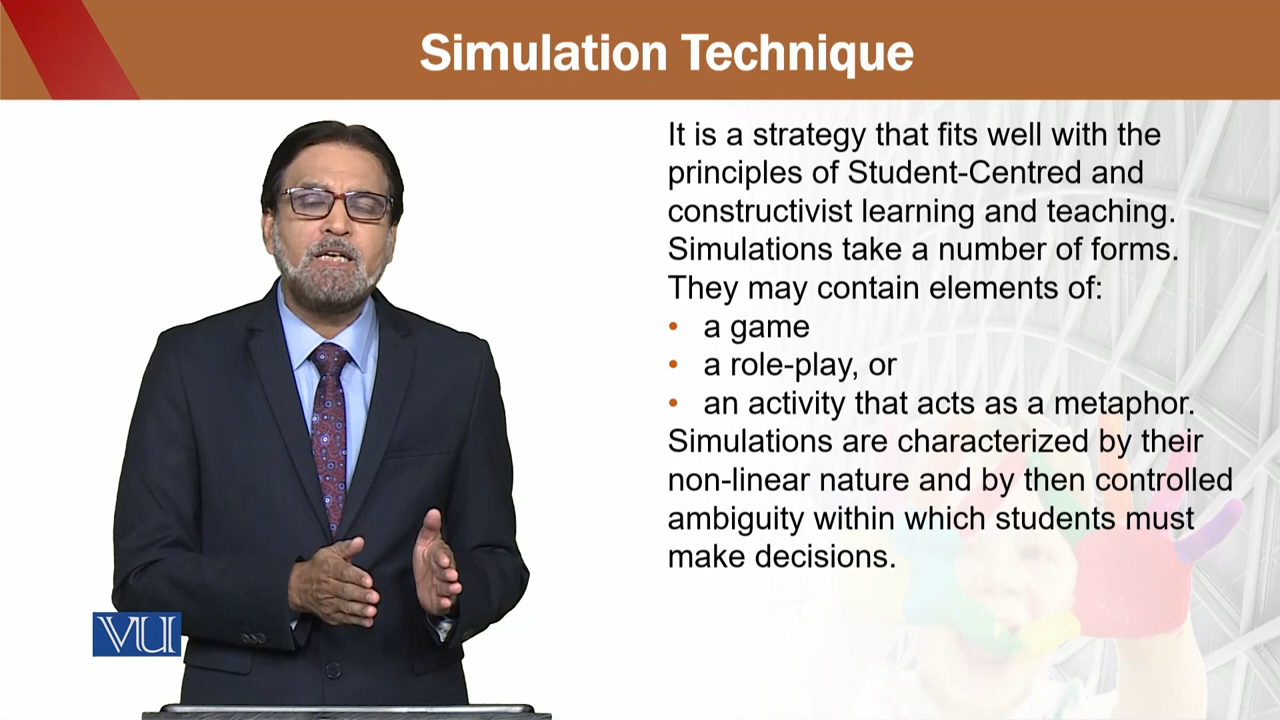 Simulation Technique
It is a strategy that fits well with the
principles of Student-Centred and
constructivist learning and teaching.
Simulations take a number of forms.
They may contain elements of:
• a game
• a role-play, or
• an activity that acts as a metaphor.
Simulations are characterized by their
non-linear nature and by then controlled
ambiguity within which students must
make decisions.
VU